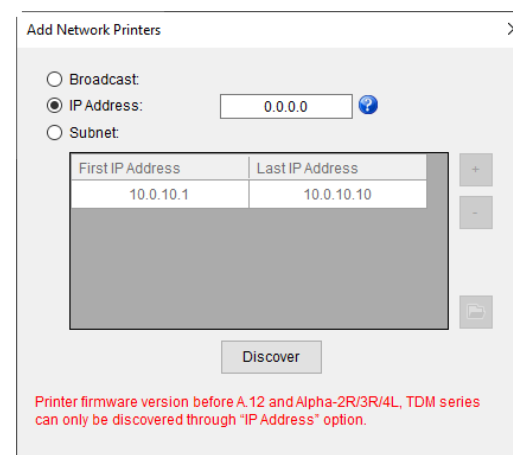 Add Network Printers
Broadcast:
IP Address: 0.0.0.0 ?
Subnet:
First IP Address Last IP Address
10.0.10.1 10.0.10.10
+
-
Discover
Printer firmware version before A.12 and Alpha-2R/3R/4L, TDM series
can only be discovered through “IP Address” option.